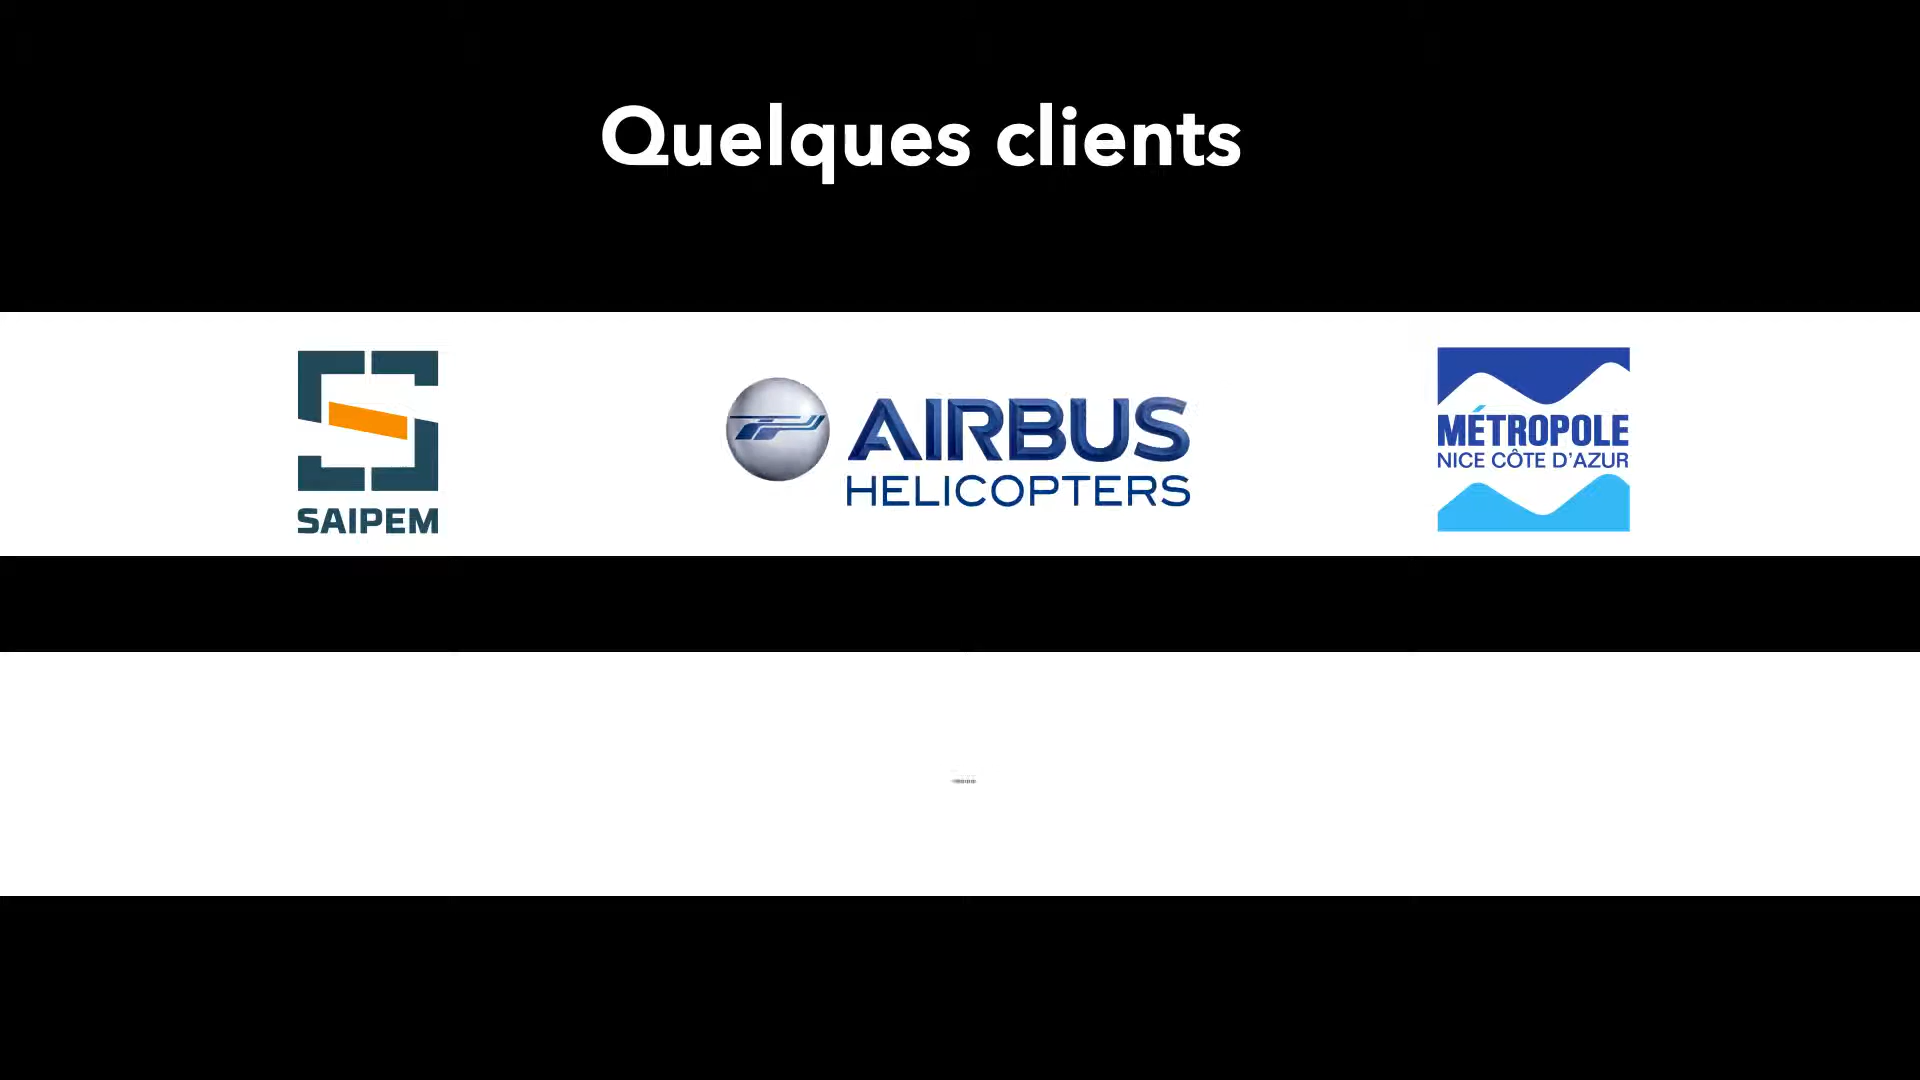 Quelques clients
SAIPEM
AIRBUS
HELICOPTERS
MÉTROPOLE
NICE CÔTE D'AZUR